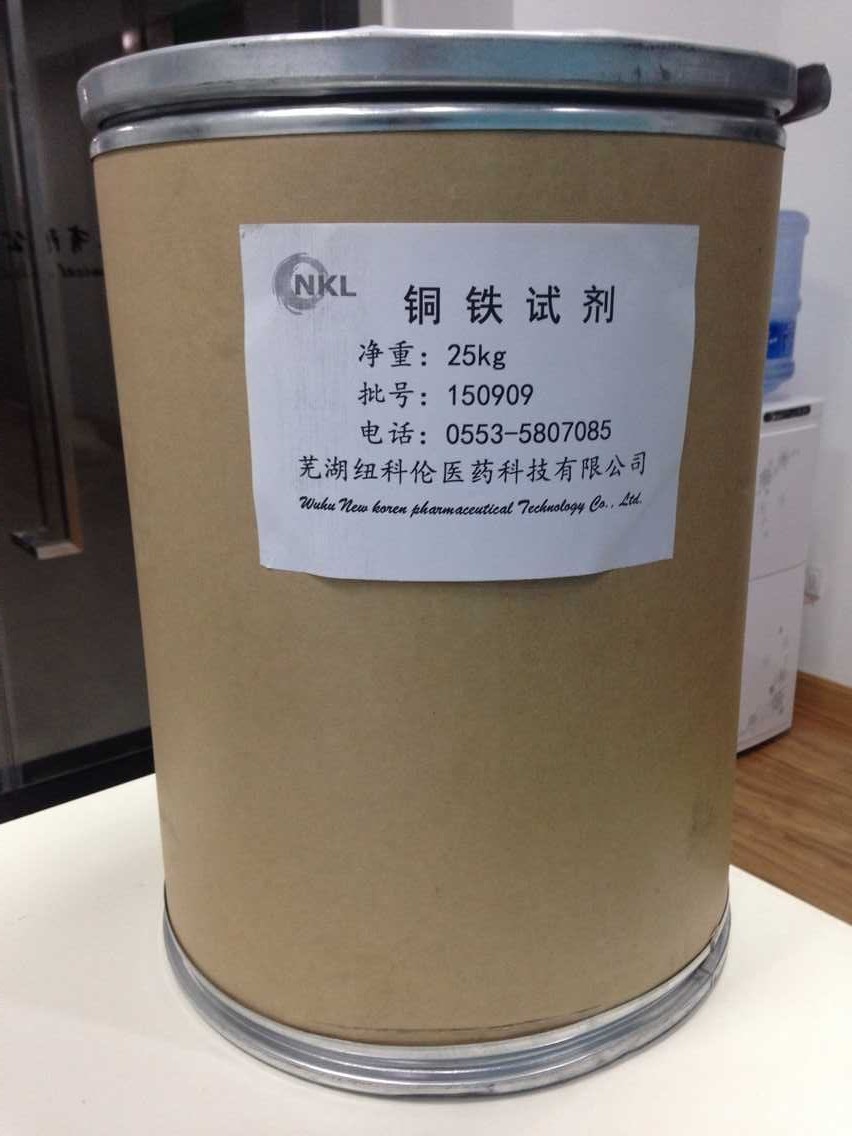 NKL
铜铁试剂
净重：25kg
批号：150909
电话：0553-5807085
芜湖纽科伦医药科技有限公司
Wuhu New koren pharmaceutical Technology Co., Ltd.